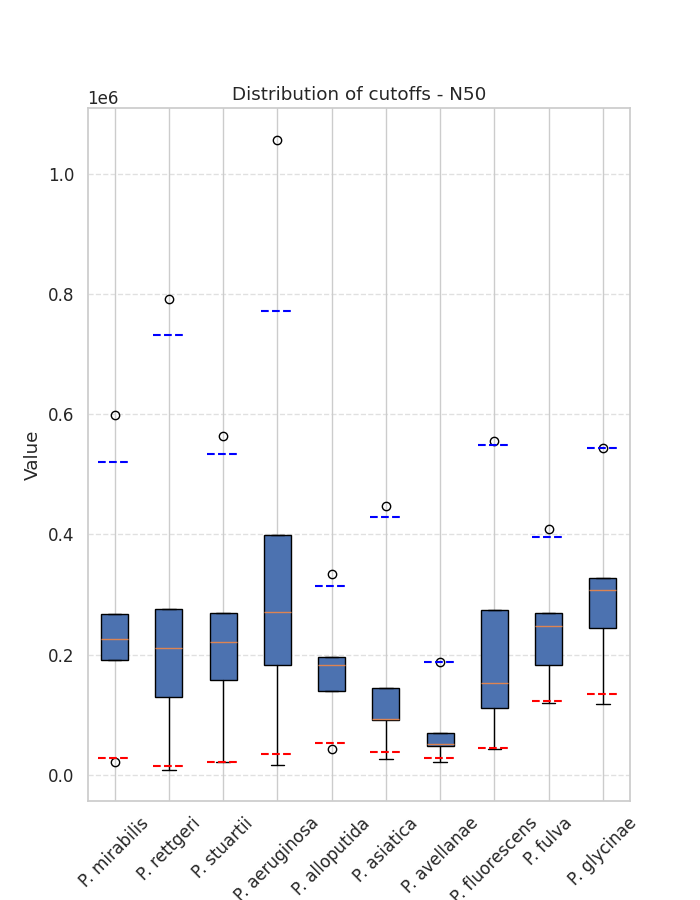 Distribution of cutoffs - N50
1e6
Value
1.0
0.8
0.6
0.4
0.2
0.0
P. mirabilis
P. rettgeri
P. stuartii
P. aeruginosa
P. alloputida
P. asiatica
P. avellanae
P. fluorescens
P. fulva
P. glycinae